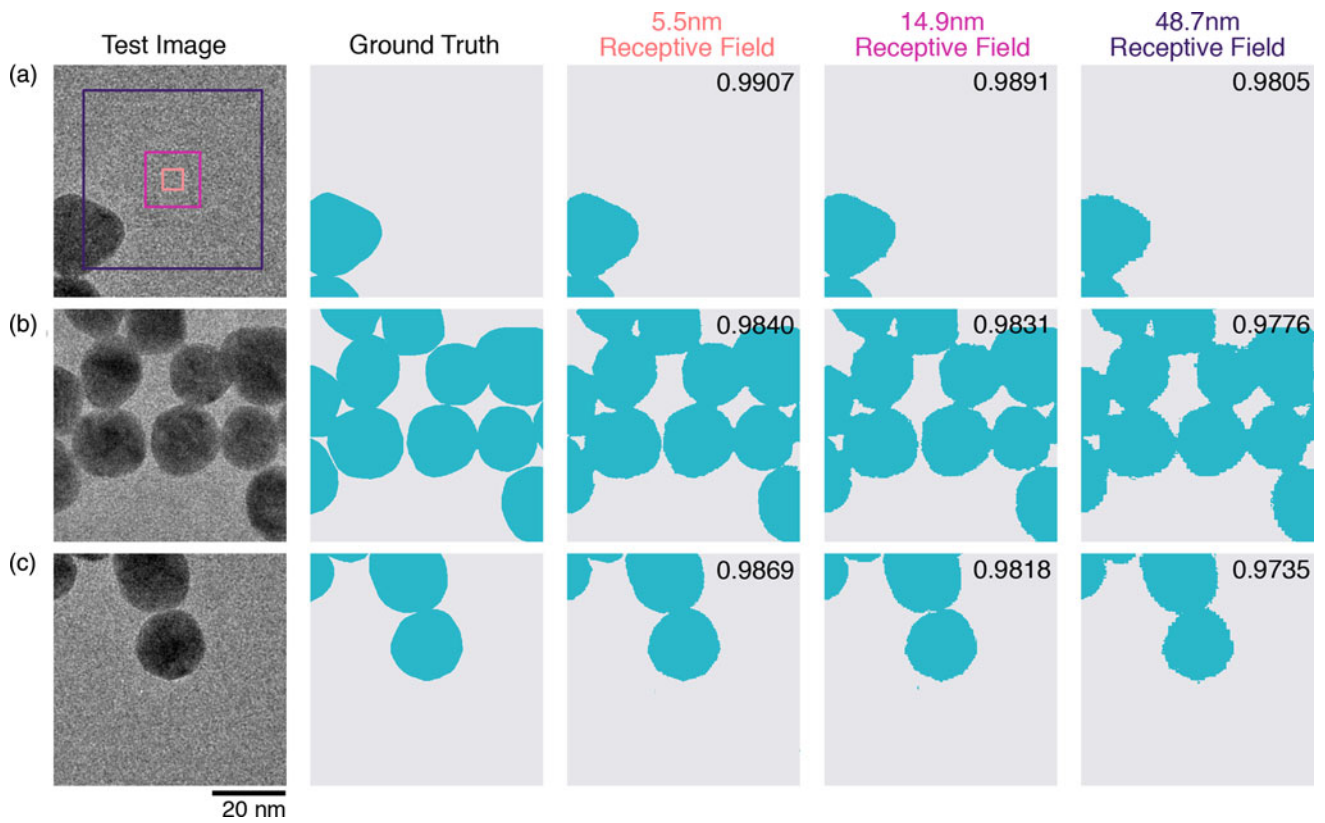 Test Image
Ground Truth
5.5nm
Receptive Field
14.9nm
Receptive Field
48.7nm
Receptive Field
(a)
0.9907
0.9891
0.9805
(b)
0.9840
0.9831
0.9776
(c)
0.9869
0.9818
0.9735
20 nm